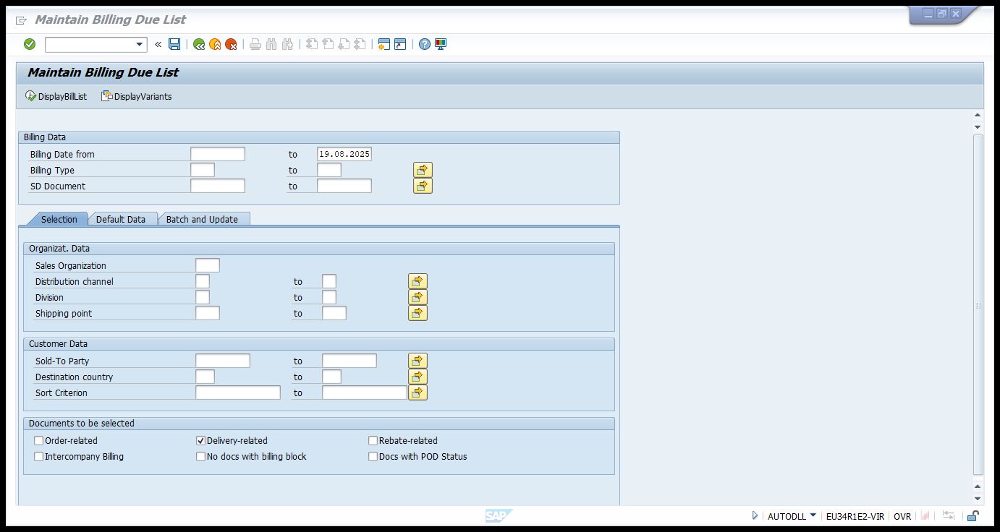 Maintain Billing Due List
Maintain Billing Due List
DisplayBillList DisplayVariants
Billing Data
Billing Date from to 19.08.2025
Billing Type to
SD Document to
Selection Default Data Batch and Update
Organizat. Data
Sales Organization
Distribution channel to
Division to
Shipping point to
Customer Data
Sold-To Party to
Destination country to
Sort Criterion to
Documents to be selected
Order-related Delivery-related Rebate-related
Intercompany Billing No docs with billing block Docs with POD Status
SAP AUTODLL EU34R1E2-VIR OVR